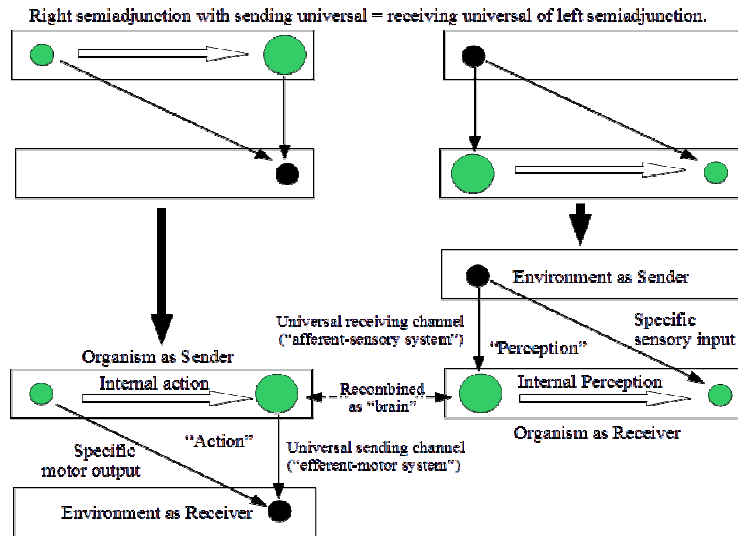 Right semiadjunction with sending universal = receiving universal of left semiadjunction.
Environment as Sender
Universal receiving channel
("afferent-sensory system")
"Perception"
Specific
sensory input
Organism as Sender
Internal action
Recombined
as "brain"
Internal Perception
Organism as Receiver
"Action"
Specific
motor output
Universal sending channel
("efferent-motor system")
Environment as Receiver